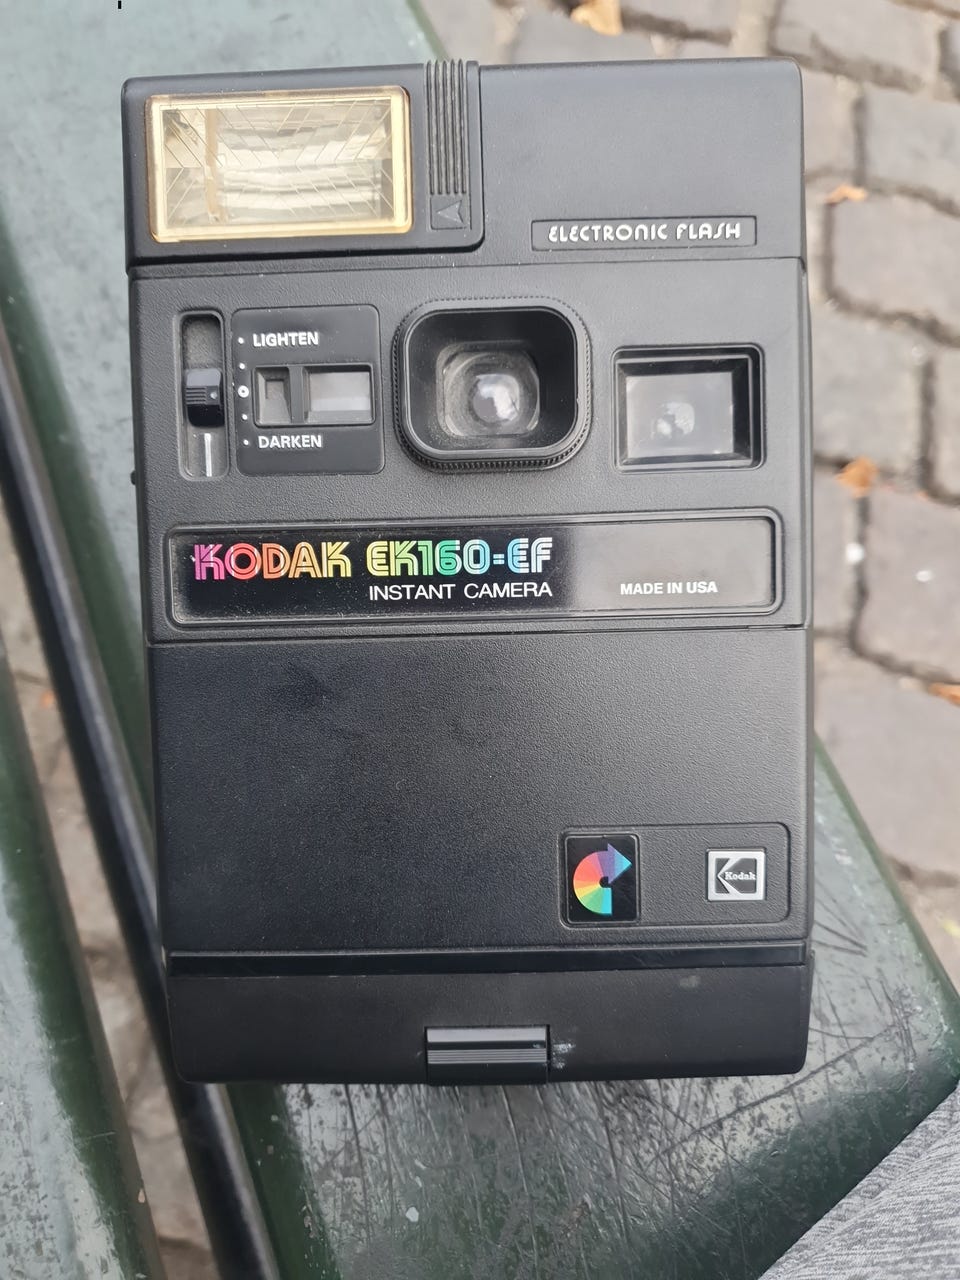 ELECTRONIC FLASH
LIGHTEN
DARKEN
KODAK EK160-EF
INSTANT CAMERA
MADE IN USA
Kodak